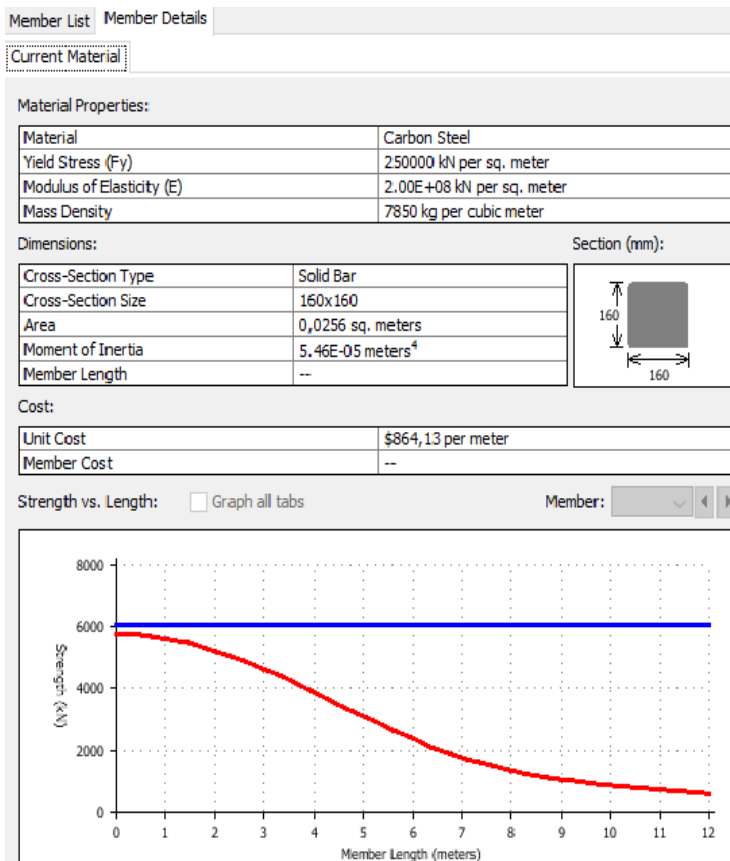 Member List Member Details
Current Material
Material Properties:
Material Carbon Steel
Yield Stress (Fy) 250000 kN per sq. meter
Modulus of Elasticity (E) 2.00E+08 kN per sq. meter
Mass Density 7850 kg per cubic meter
Dimensions: Section (mm):
Cross-Section Type Solid Bar
Cross-Section Size 160x160
Area 0,0256 sq. meters
Moment of Inertia 5.46E-05 meters⁴
Member Length --
160
160
Cost:
Unit Cost $864,13 per meter
Member Cost --
Strength vs. Length: Graph all tabs Member:
8000
6000
4000
2000
0
Strength (kN)
0 1 2 3 4 5 6 7 8 9 10 11 12
Member Length (meters)